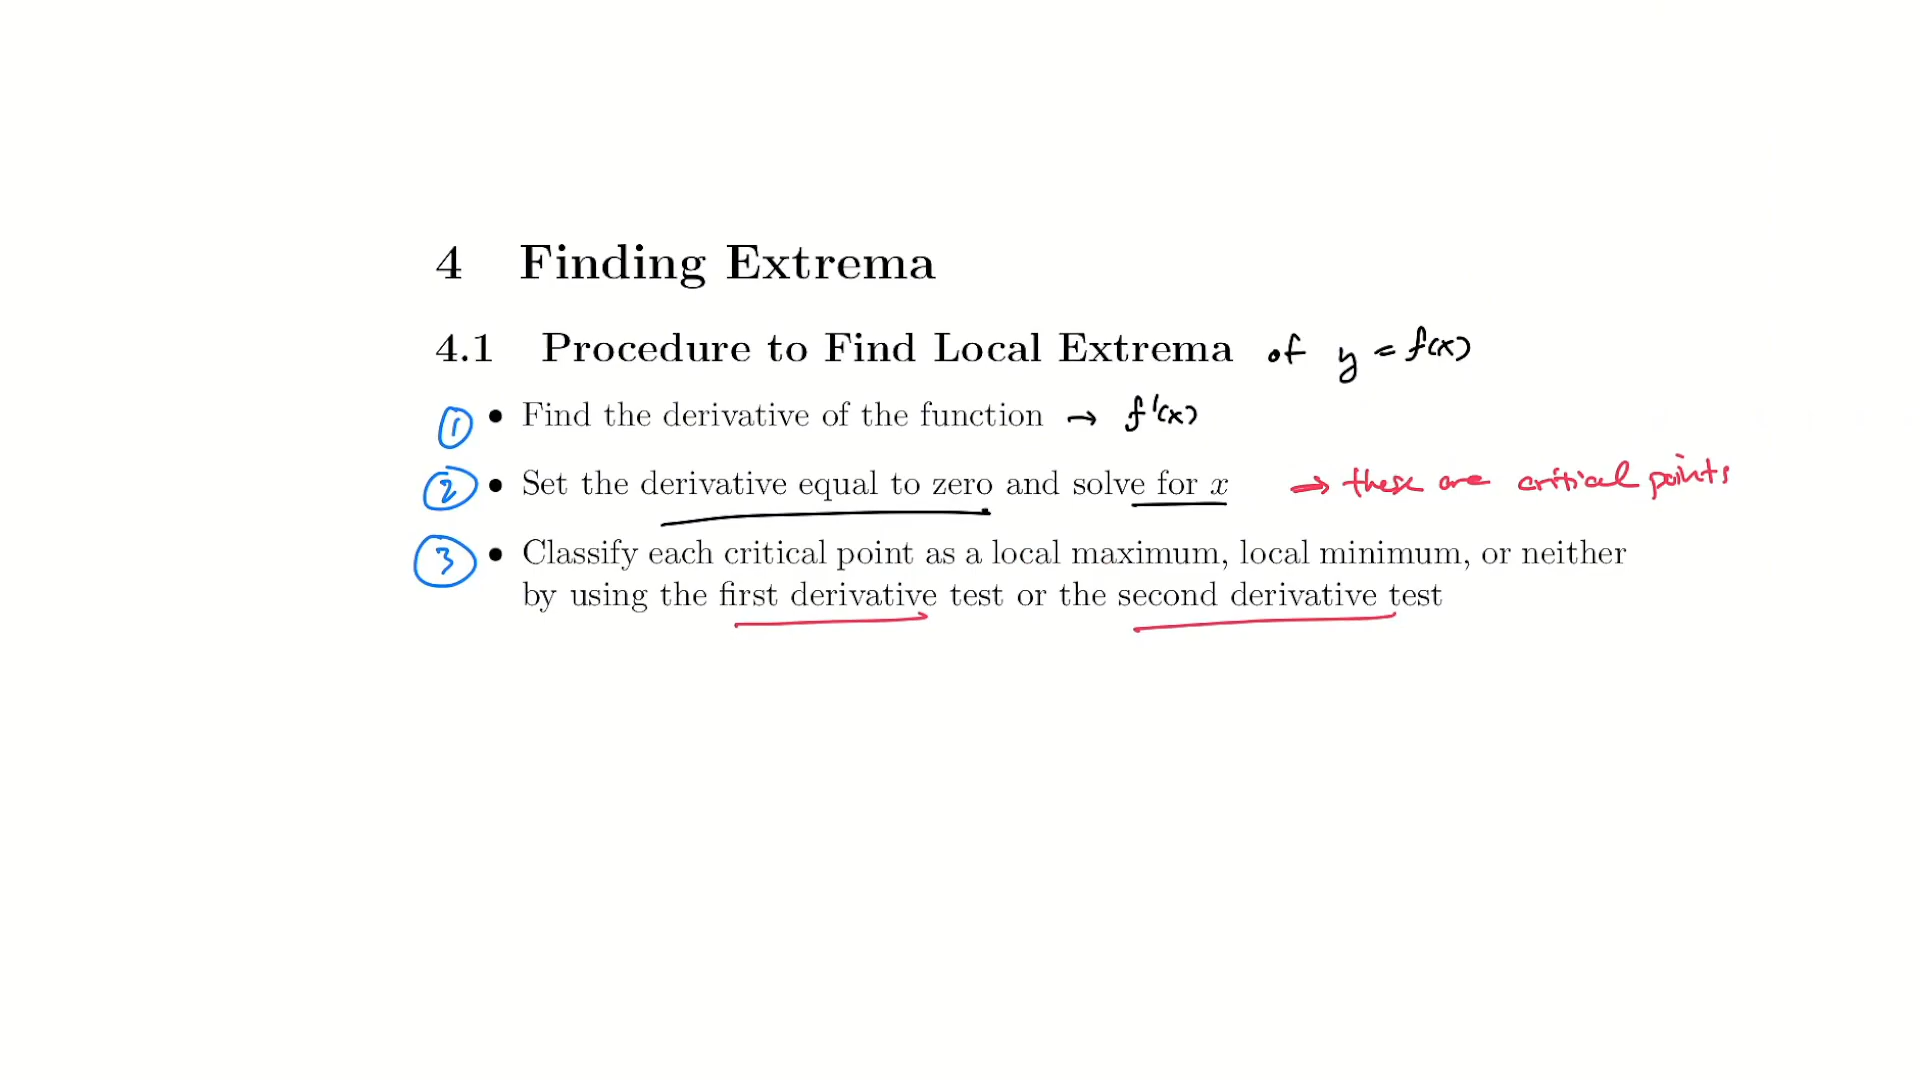 4 Finding Extrema
4.1 Procedure to Find Local Extrema of y = f(x)
① • Find the derivative of the function → f'(x)
② • Set the derivative equal to zero and solve for x → these are critical points
③ • Classify each critical point as a local maximum, local minimum, or neither
by using the first derivative test or the second derivative test